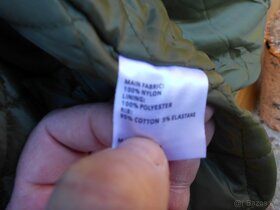 MAIN FABRIC:
100% NYLON
LINING:
100% POLYESTER
RIB:
95% COTTON 5% ELASTANE